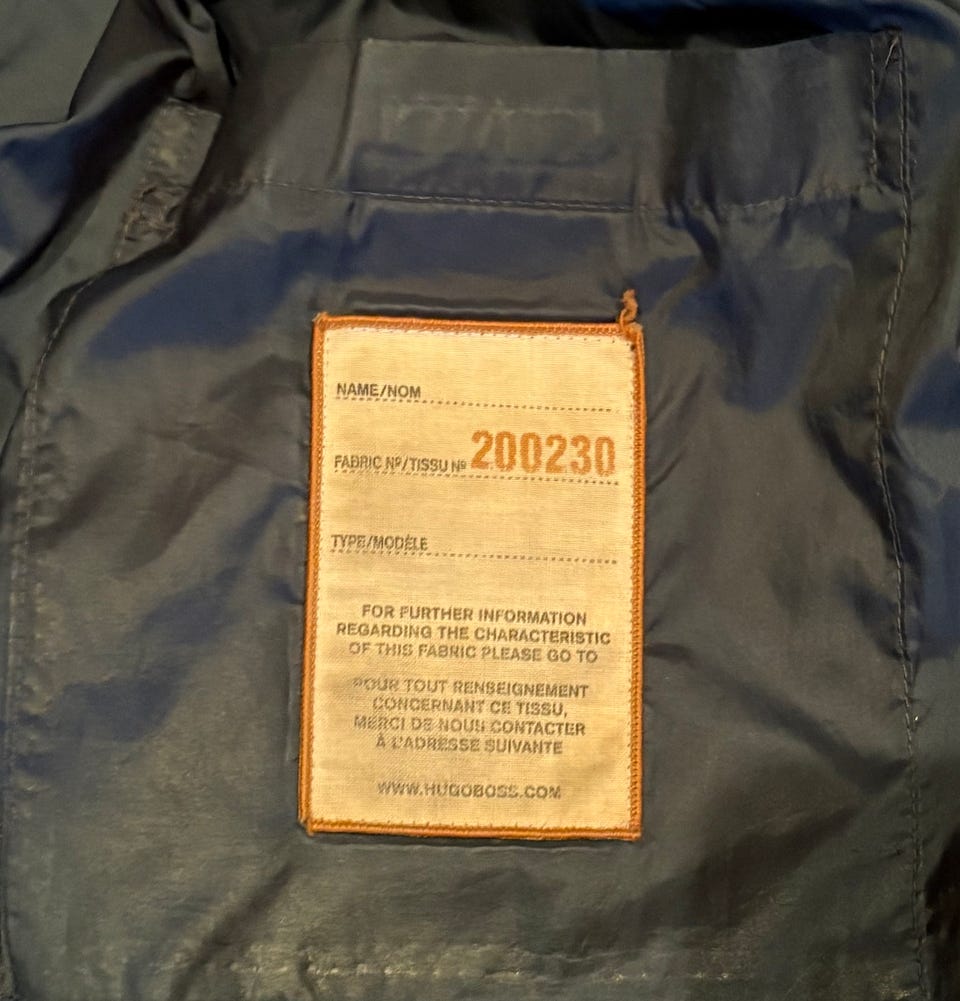 NAME/NOM
FABRIC Nº/TISSU Nº 200230
TYPE/MODÈLE
FOR FURTHER INFORMATION
REGARDING THE CHARACTERISTIC
OF THIS FABRIC PLEASE GO TO
POUR TOUT RENSEIGNEMENT
CONCERNANT CE TISSU,
MERCI DE NOUS CONTACTER
À L'ADRESSE SUIVANTE
WWW.HUGOBOSS.COM